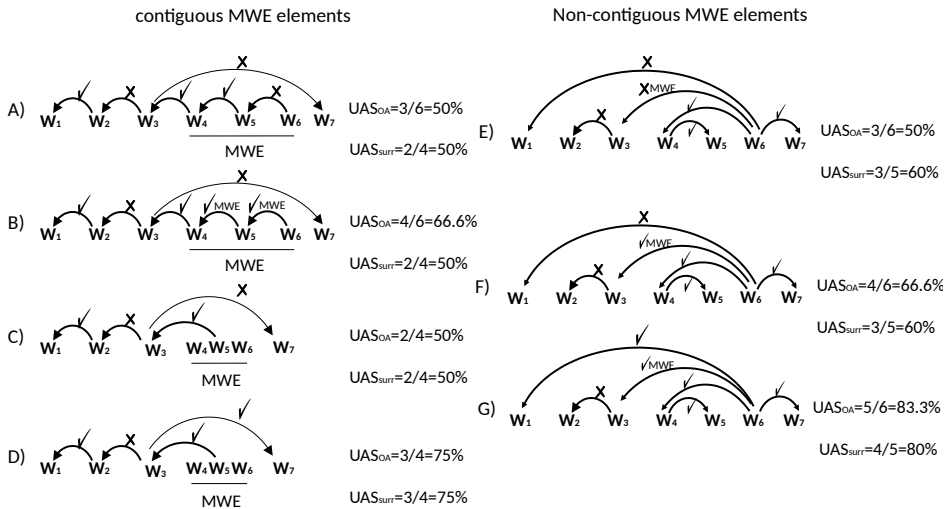 contiguous MWE elements
A)
✓ X ✓ ✓ X X
W1 W2 W3 W4 W5 W6 W7
MWE
UASOA=3/6=50%
UASsurr=2/4=50%
B)
✓ X ✓ ✓MWE ✓MWE X
W1 W2 W3 W4 W5 W6 W7
MWE
UASOA=4/6=66.6%
UASsurr=2/4=50%
C)
✓ X ✓ X
W1 W2 W3 W4W5W6 W7
MWE
UASOA=2/4=50%
UASsurr=2/4=50%
D)
✓ X ✓ ✓
W1 W2 W3 W4W5W6 W7
MWE
UASOA=3/4=75%
UASsurr=3/4=75%
Non-contiguous MWE elements
E)
X
XMWE
X ✓ ✓ ✓
W1 W2 W3 W4 W5 W6 W7
UASOA=3/6=50%
UASsurr=3/5=60%
F)
X
✓MWE
X ✓ ✓ ✓
W1 W2 W3 W4 W5 W6 W7
UASOA=4/6=66.6%
UASsurr=3/5=60%
G)
✓
✓MWE
X ✓ ✓ ✓
W1 W2 W3 W4 W5 W6 W7
UASOA=5/6=83.3%
UASsurr=4/5=80%